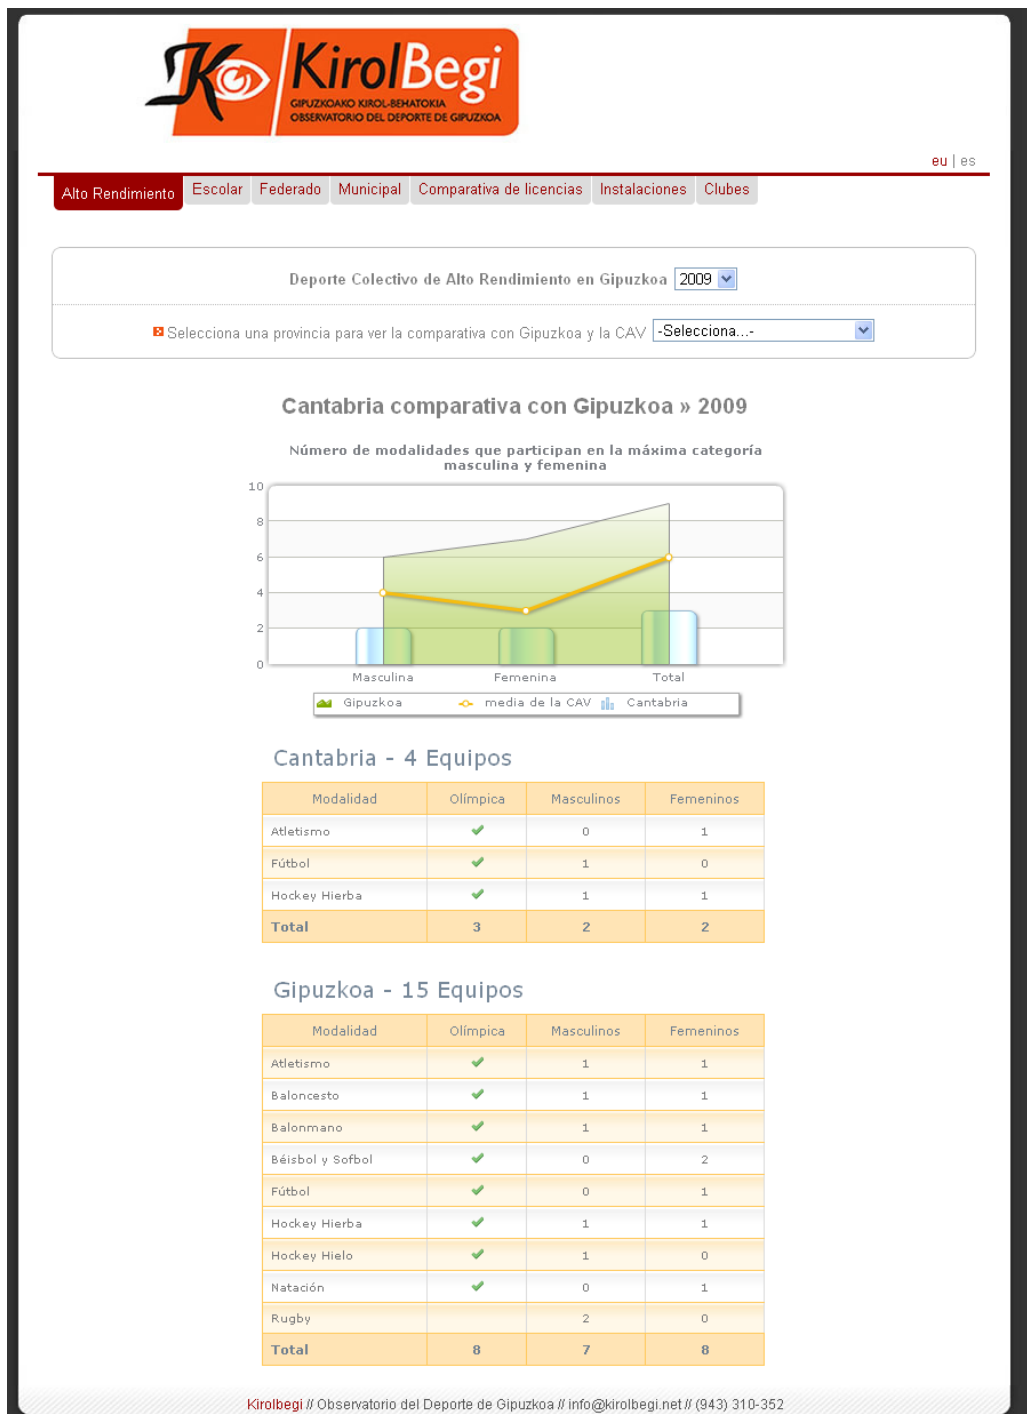 KirolBegi
GIPUZKOAKO KIROL-BEHATOKIA
OBSERVATORIO DEL DEPORTE DE GIPUZKOA
eu | es
Alto Rendimiento Escolar Federado Municipal Comparativa de licencias Instalaciones Clubes
Deporte Colectivo de Alto Rendimiento en Gipuzkoa 2009
Selecciona una provincia para ver la comparativa con Gipuzkoa y la CAV -Selecciona...-
Cantabria comparativa con Gipuzkoa » 2009
Número de modalidades que participan en la máxima categoría
masculina y femenina
10
8
6
4
2
0
Masculina Femenina Total
Gipuzkoa media de la CAV Cantabria
Cantabria - 4 Equipos
Modalidad Olímpica Masculinos Femeninos
Atletismo 0 1
Fútbol 1 0
Hockey Hierba 1 1
Total 3 2 2
Gipuzkoa - 15 Equipos
Modalidad Olímpica Masculinos Femeninos
Atletismo 1 1
Baloncesto 1 1
Balonmano 1 1
Béisbol y Sofbol 0 2
Fútbol 0 1
Hockey Hierba 1 1
Hockey Hielo 1 0
Natación 0 1
Rugby 2 0
Total 8 7 8
Kirolbegi // Observatorio del Deporte de Gipuzkoa // info@kirolbegi.net // (943) 310-352